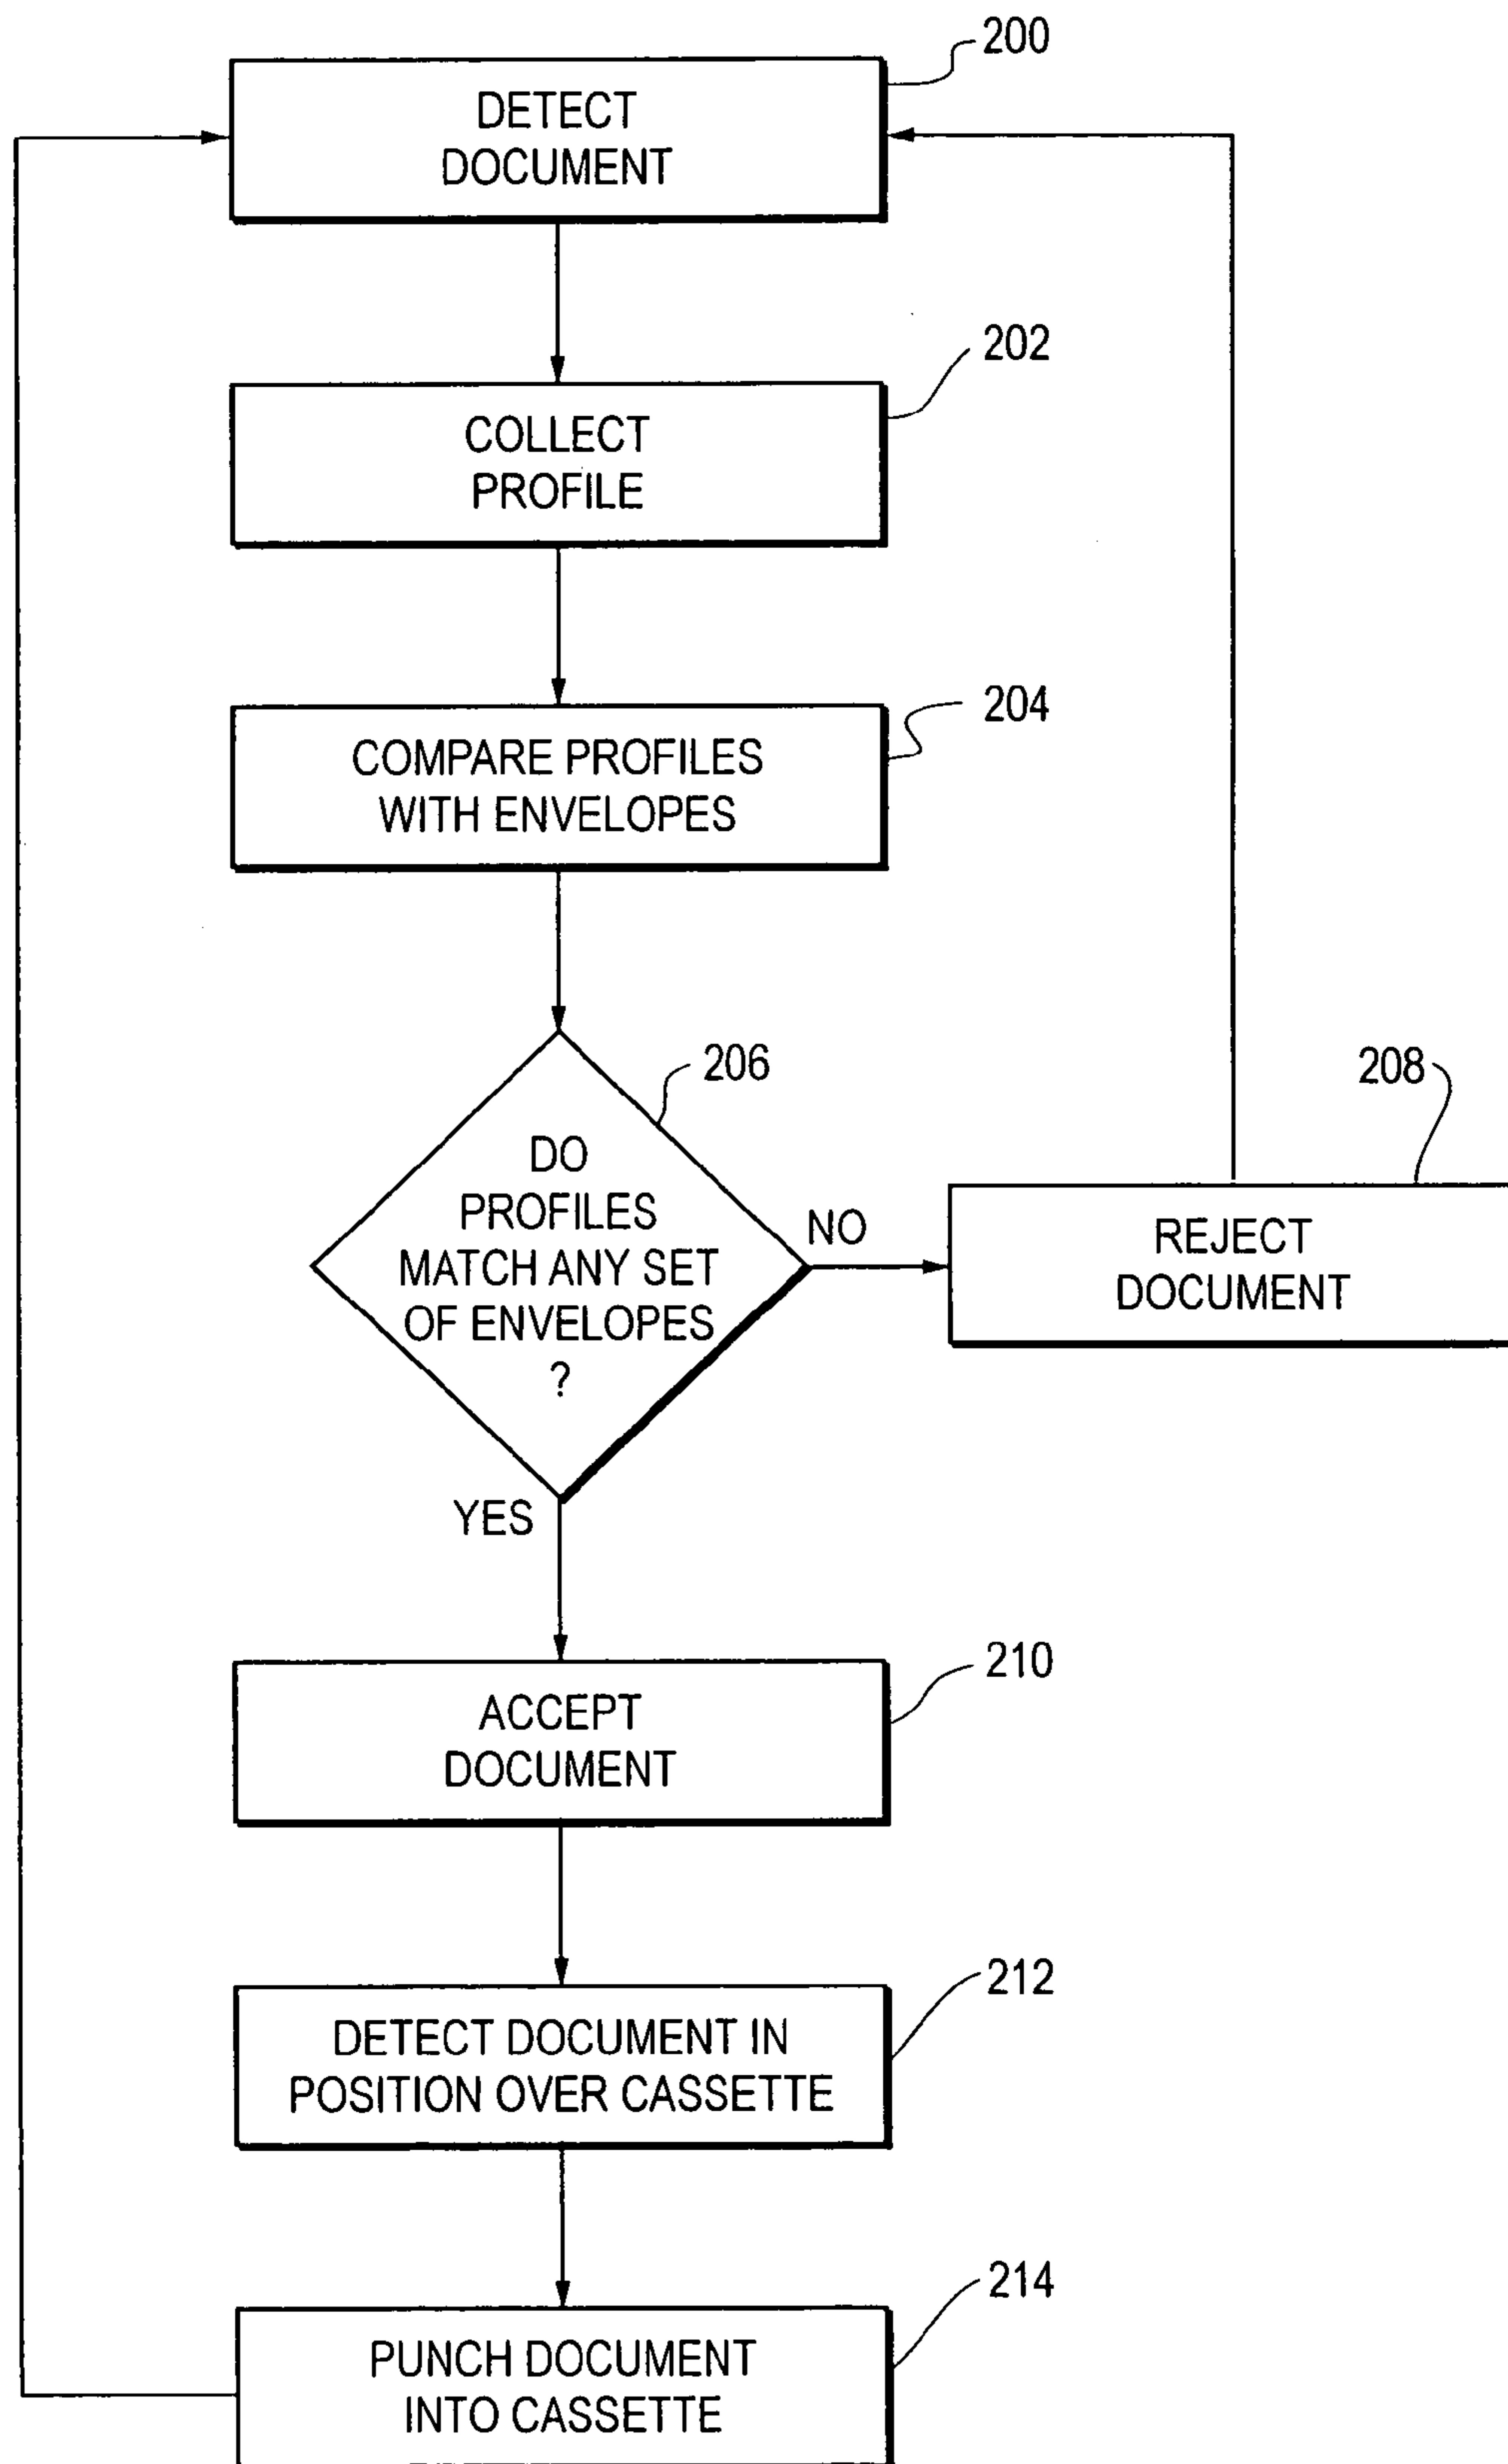 200
DETECT
DOCUMENT
202
COLLECT
PROFILE
204
COMPARE PROFILES
WITH ENVELOPES
206
DO
PROFILES
MATCH ANY SET
OF ENVELOPES
?
NO
208
REJECT
DOCUMENT
YES
210
ACCEPT
DOCUMENT
212
DETECT DOCUMENT IN
POSITION OVER CASSETTE
214
PUNCH DOCUMENT
INTO CASSETTE